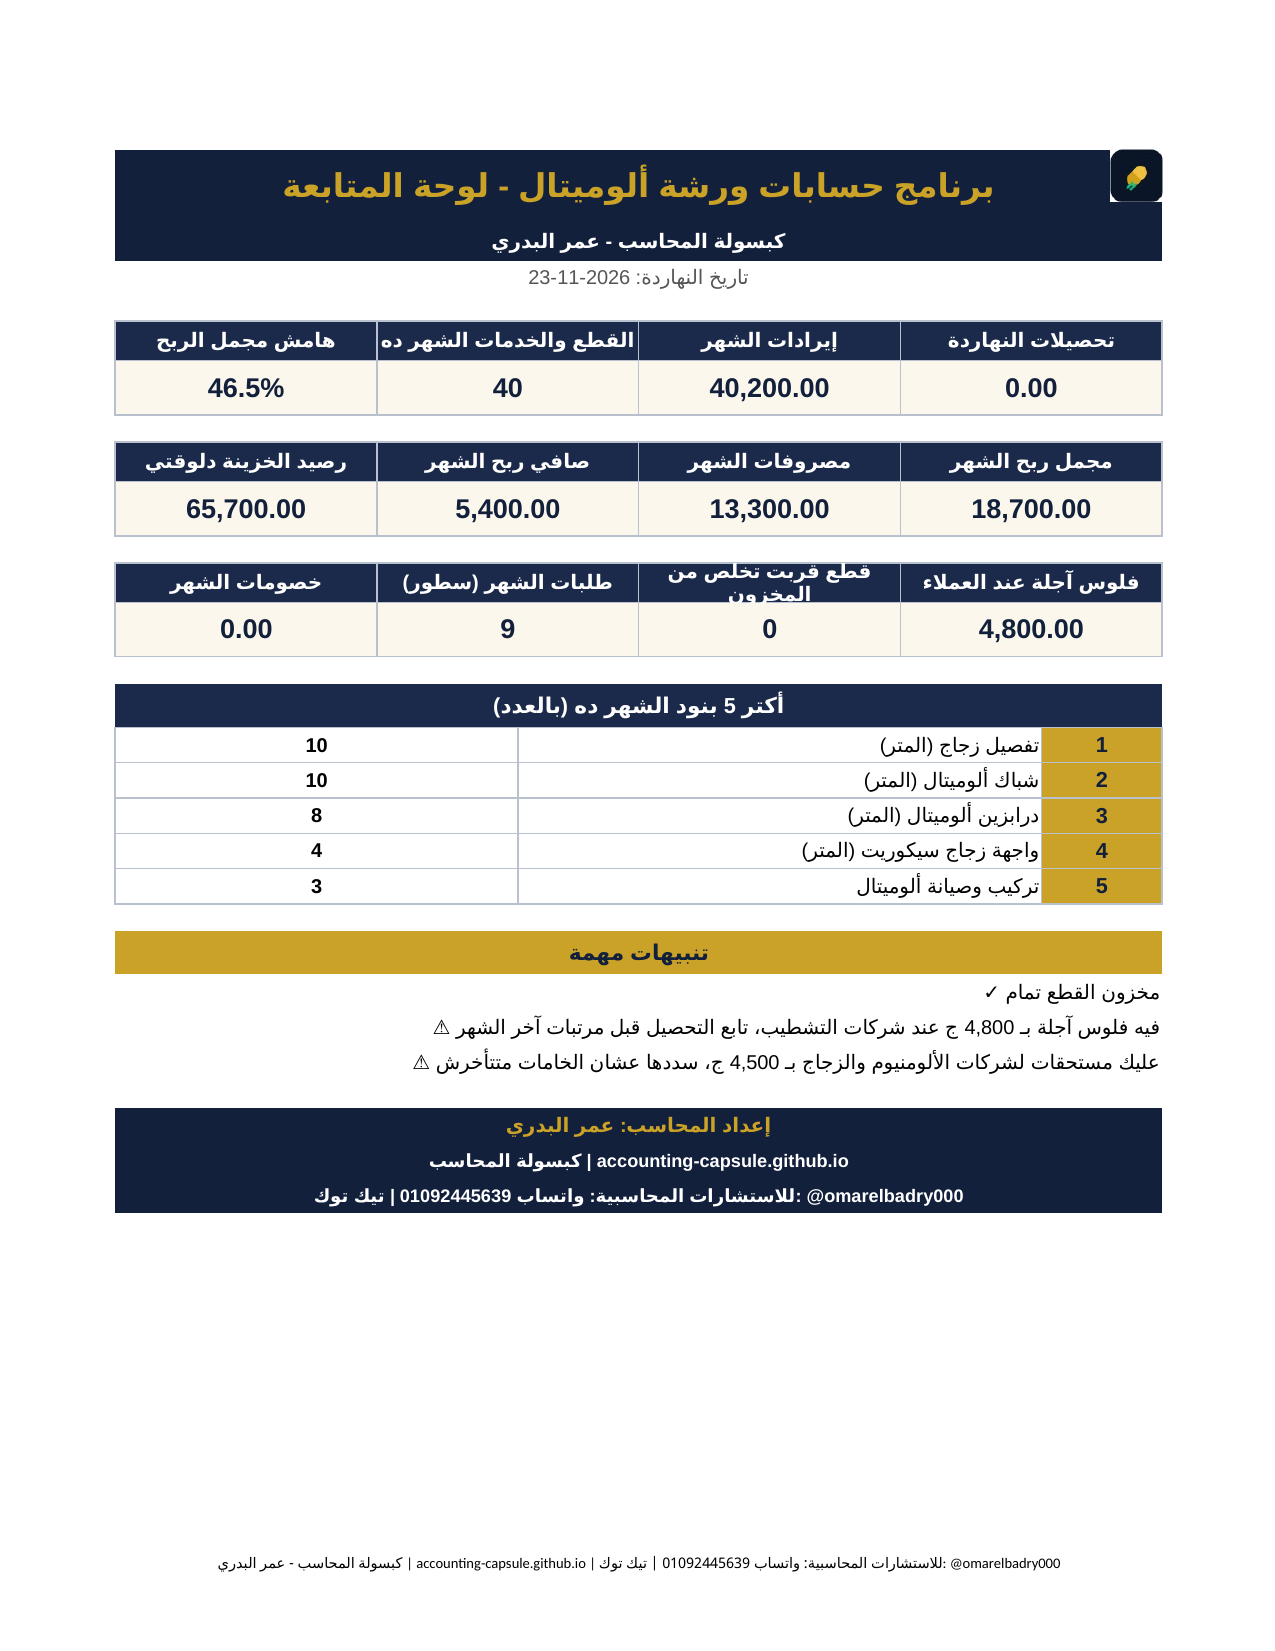 برنامج حسابات ورشة ألوميتال - لوحة المتابعة
كبسولة المحاسب - عمر البدري
تاريخ النهاردة: 2026-11-23
تحصيلات النهاردة
إيرادات الشهر
القطع والخدمات الشهر ده
هامش مجمل الربح
0.00
40,200.00
40
46.5%
مجمل ربح الشهر
مصروفات الشهر
صافي ربح الشهر
رصيد الخزينة دلوقتي
18,700.00
13,300.00
5,400.00
65,700.00
فلوس آجلة عند العملاء
قطع قربت تخلص من
المخزون
طلبات الشهر (سطور)
خصومات الشهر
4,800.00
0
9
0.00
أكتر 5 بنود الشهر ده (بالعدد)
1 تفصيل زجاج (المتر) 10
2 شباك ألوميتال (المتر) 10
3 درابزين ألوميتال (المتر) 8
4 واجهة زجاج سيكوريت (المتر) 4
5 تركيب وصيانة ألوميتال 3
تنبيهات مهمة
مخزون القطع تمام ✓
فيه فلوس آجلة بـ 4,800 ج عند شركات التشطيب، تابع التحصيل قبل مرتبات آخر الشهر ⚠
عليك مستحقات لشركات الألومنيوم والزجاج بـ 4,500 ج، سددها عشان الخامات متتأخرش ⚠
إعداد المحاسب: عمر البدري
كبسولة المحاسب | accounting-capsule.github.io
للاستشارات المحاسبية: واتساب 01092445639 | تيك توك: @omarelbadry000
كبسولة المحاسب - عمر البدري | accounting-capsule.github.io | للاستشارات المحاسبية: واتساب 01092445639 | تيك توك: @omarelbadry000